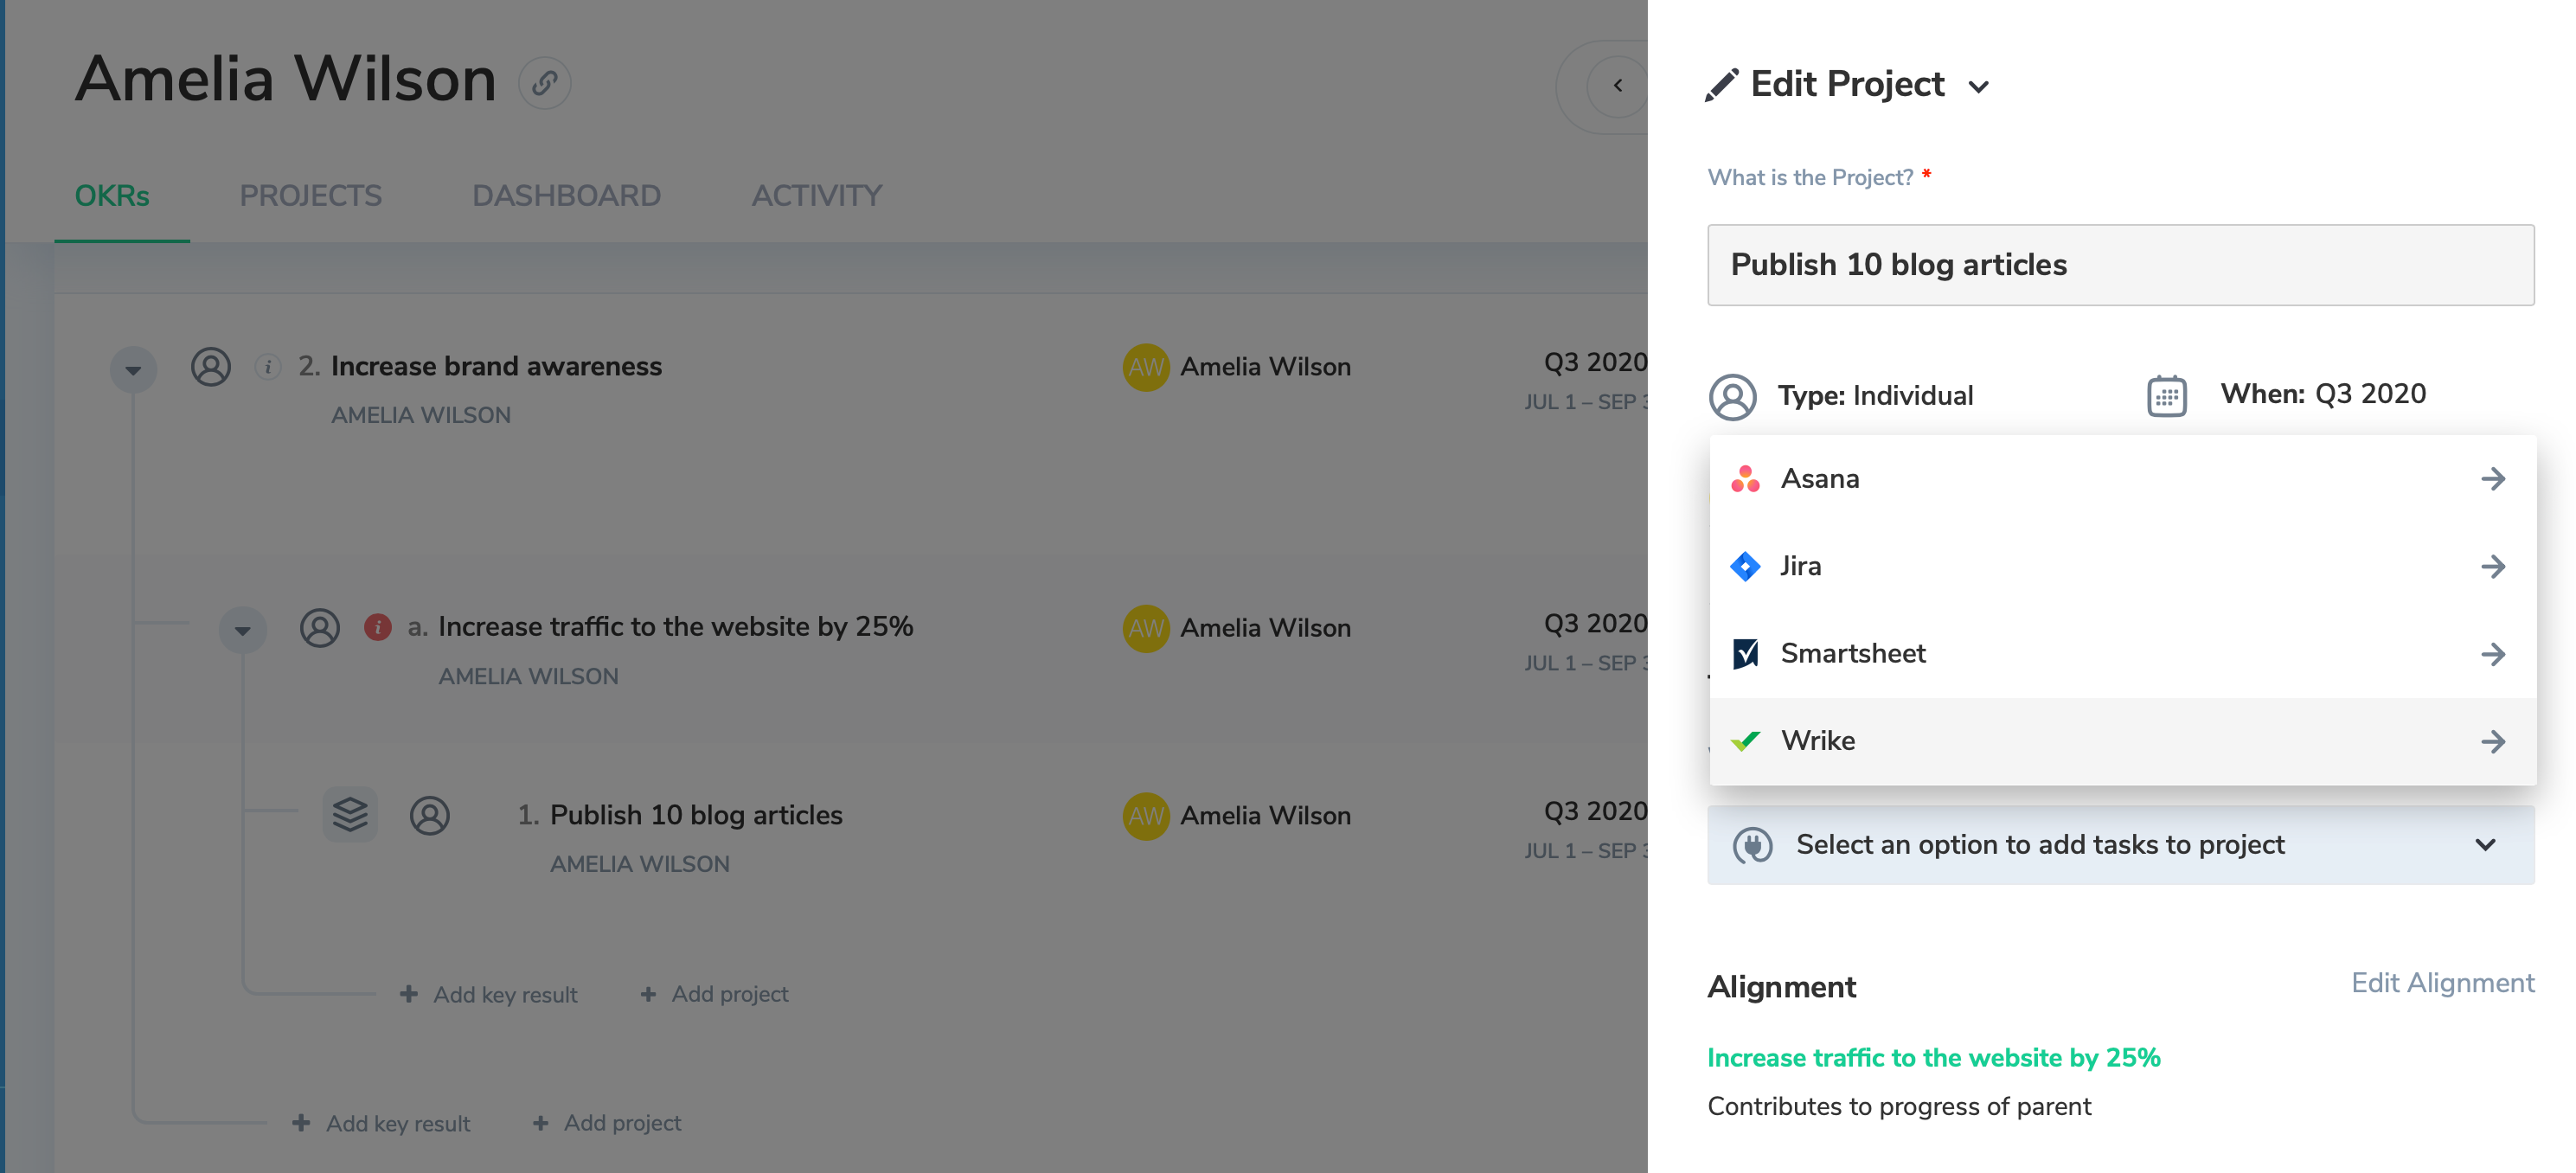 Amelia Wilson
OKRs PROJECTS DASHBOARD ACTIVITY
i 2. Increase brand awareness
AMELIA WILSON
AW Amelia Wilson
Q3 2020
JUL 1 – SEP
i a. Increase traffic to the website by 25%
AMELIA WILSON
AW Amelia Wilson
Q3 2020
JUL 1 – SEP
1. Publish 10 blog articles
AMELIA WILSON
AW Amelia Wilson
Q3 2020
JUL 1 – SEP
+ Add key result + Add project
+ Add key result + Add project
Edit Project
What is the Project? *
Publish 10 blog articles
Type: Individual
When: Q3 2020
Asana
Jira
Smartsheet
Wrike
Select an option to add tasks to project
Alignment
Edit Alignment
Increase traffic to the website by 25%
Contributes to progress of parent